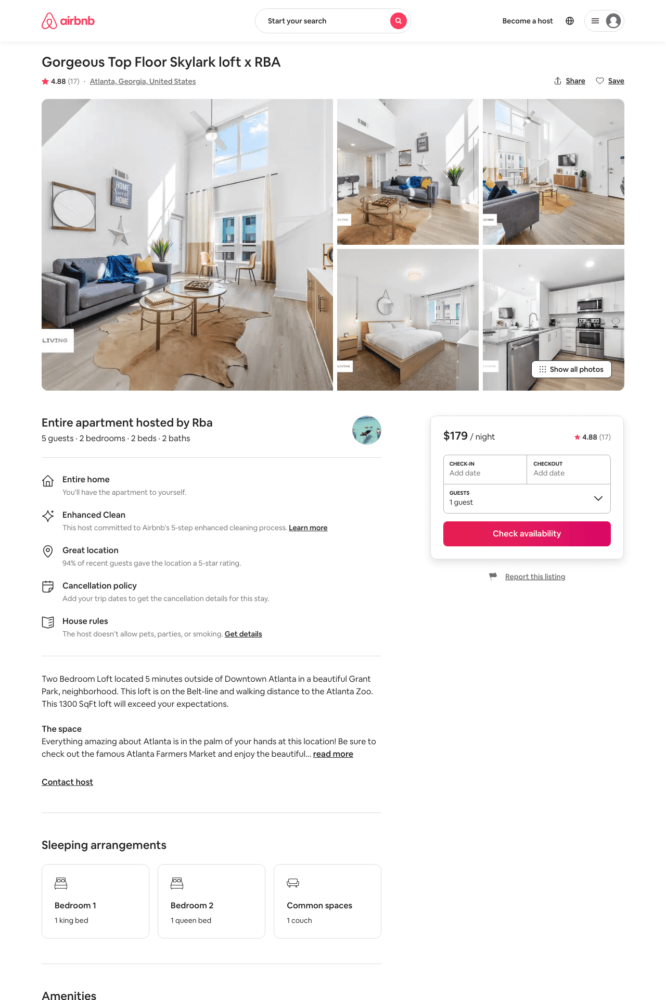 airbnb
Start your search
Become a host
Gorgeous Top Floor Skylark loft x RBA
4.88 (17) · Atlanta, Georgia, United States
Share
Save
HOME
Sweet
HOME
LIVING
HOME
Sweet
HOME
IVING
IVING
LIVING
LIVING
Show all photos
Entire apartment hosted by Rba
5 guests · 2 bedrooms · 2 beds · 2 baths
Entire home
You'll have the apartment to yourself.
Enhanced Clean
This host committed to Airbnb's 5-step enhanced cleaning process. Learn more
Great location
94% of recent guests gave the location a 5-star rating.
Cancellation policy
Add your trip dates to get the cancellation details for this stay.
House rules
The host doesn't allow pets, parties, or smoking. Get details
$179 / night
4.88 (17)
CHECK-IN
Add date
CHECKOUT
Add date
GUESTS
1 guest
Check availability
Report this listing
Two Bedroom Loft located 5 minutes outside of Downtown Atlanta in a beautiful Grant
Park, neighborhood. This loft is on the Belt-line and walking distance to the Atlanta Zoo.
This 1300 SqFt loft will exceed your expectations.
The space
Everything amazing about Atlanta is in the palm of your hands at this location! Be sure to
check out the famous Atlanta Farmers Market and enjoy the beautiful... read more
Contact host
Sleeping arrangements
Bedroom 1
1 king bed
Bedroom 2
1 queen bed
Common spaces
1 couch
Amenities